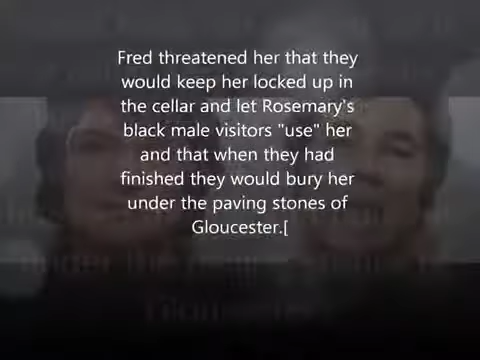 Fred threatened her that they
would keep her locked up in
the cellar and let Rosemary's
black male visitors "use" her
and that when they had
finished they would bury her
under the paving stones of
Gloucester.[